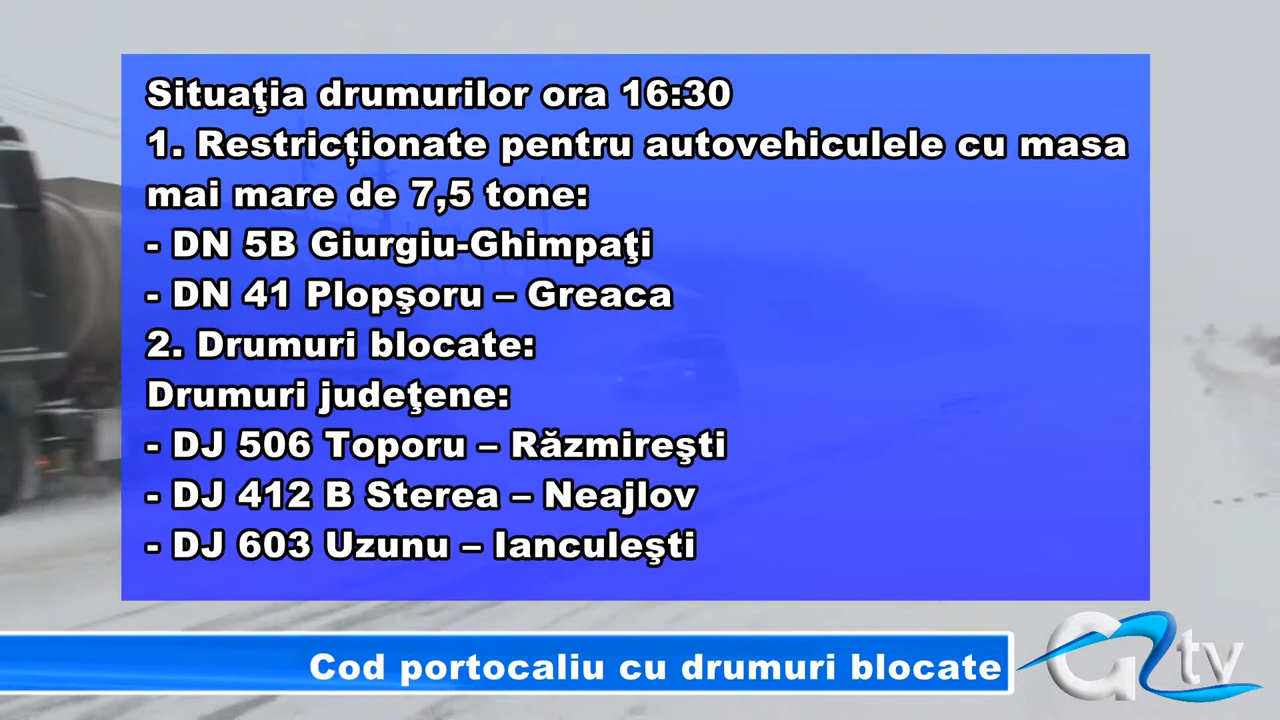 Situaţia drumurilor ora 16:30
1. Restricționate pentru autovehiculele cu masa
mai mare de 7,5 tone:
- DN 5B Giurgiu-Ghimpaţi
- DN 41 Plopşoru – Greaca
2. Drumuri blocate:
Drumuri judeţene:
- DJ 506 Toporu – Răzmireşti
- DJ 412 B Sterea – Neajlov
- DJ 603 Uzunu – Ianculeşti
Cod portocaliu cu drumuri blocate
G2tv